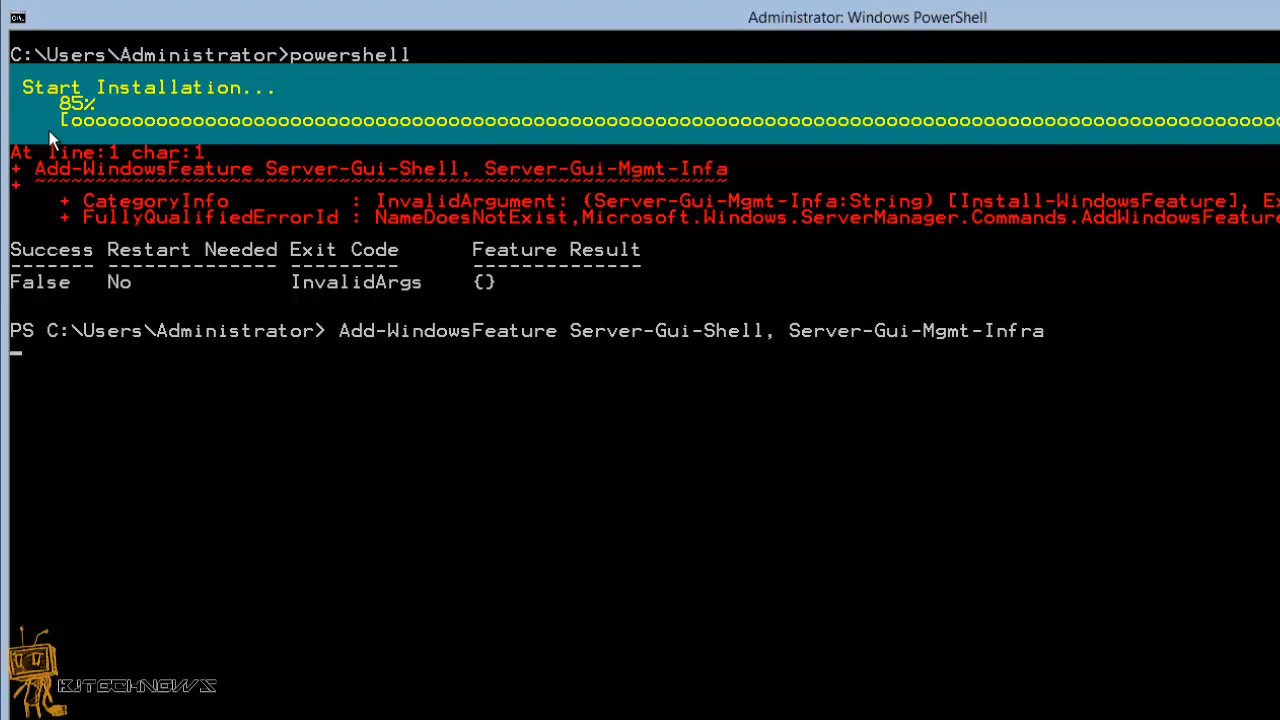 Administrator: Windows PowerShell
C:\Users\Administrator>powershell
Start Installation...
85%
[oooooooooooooooooooooooooooooooooooooooooooooooooooooooooooooooooooooooooooooooooooooooooooooooooooo
At line:1 char:1
+ Add-WindowsFeature Server-Gui-Shell, Server-Gui-Mgmt-Infa
+ ~~~~~~~~~~~~~~~~~~~~~~~~~~~~~~~~~~~~~~~~~~~~~~~~~~~~~~~~~
+ CategoryInfo : InvalidArgument: (Server-Gui-Mgmt-Infa:String) [Install-WindowsFeature], Ex
+ FullyQualifiedErrorId : NameDoesNotExist,Microsoft.Windows.ServerManager.Commands.AddWindowsFeature
Success Restart Needed Exit Code Feature Result
------- -------------- --------- --------------
False No InvalidArgs {}
PS C:\Users\Administrator> Add-WindowsFeature Server-Gui-Shell, Server-Gui-Mgmt-Infra